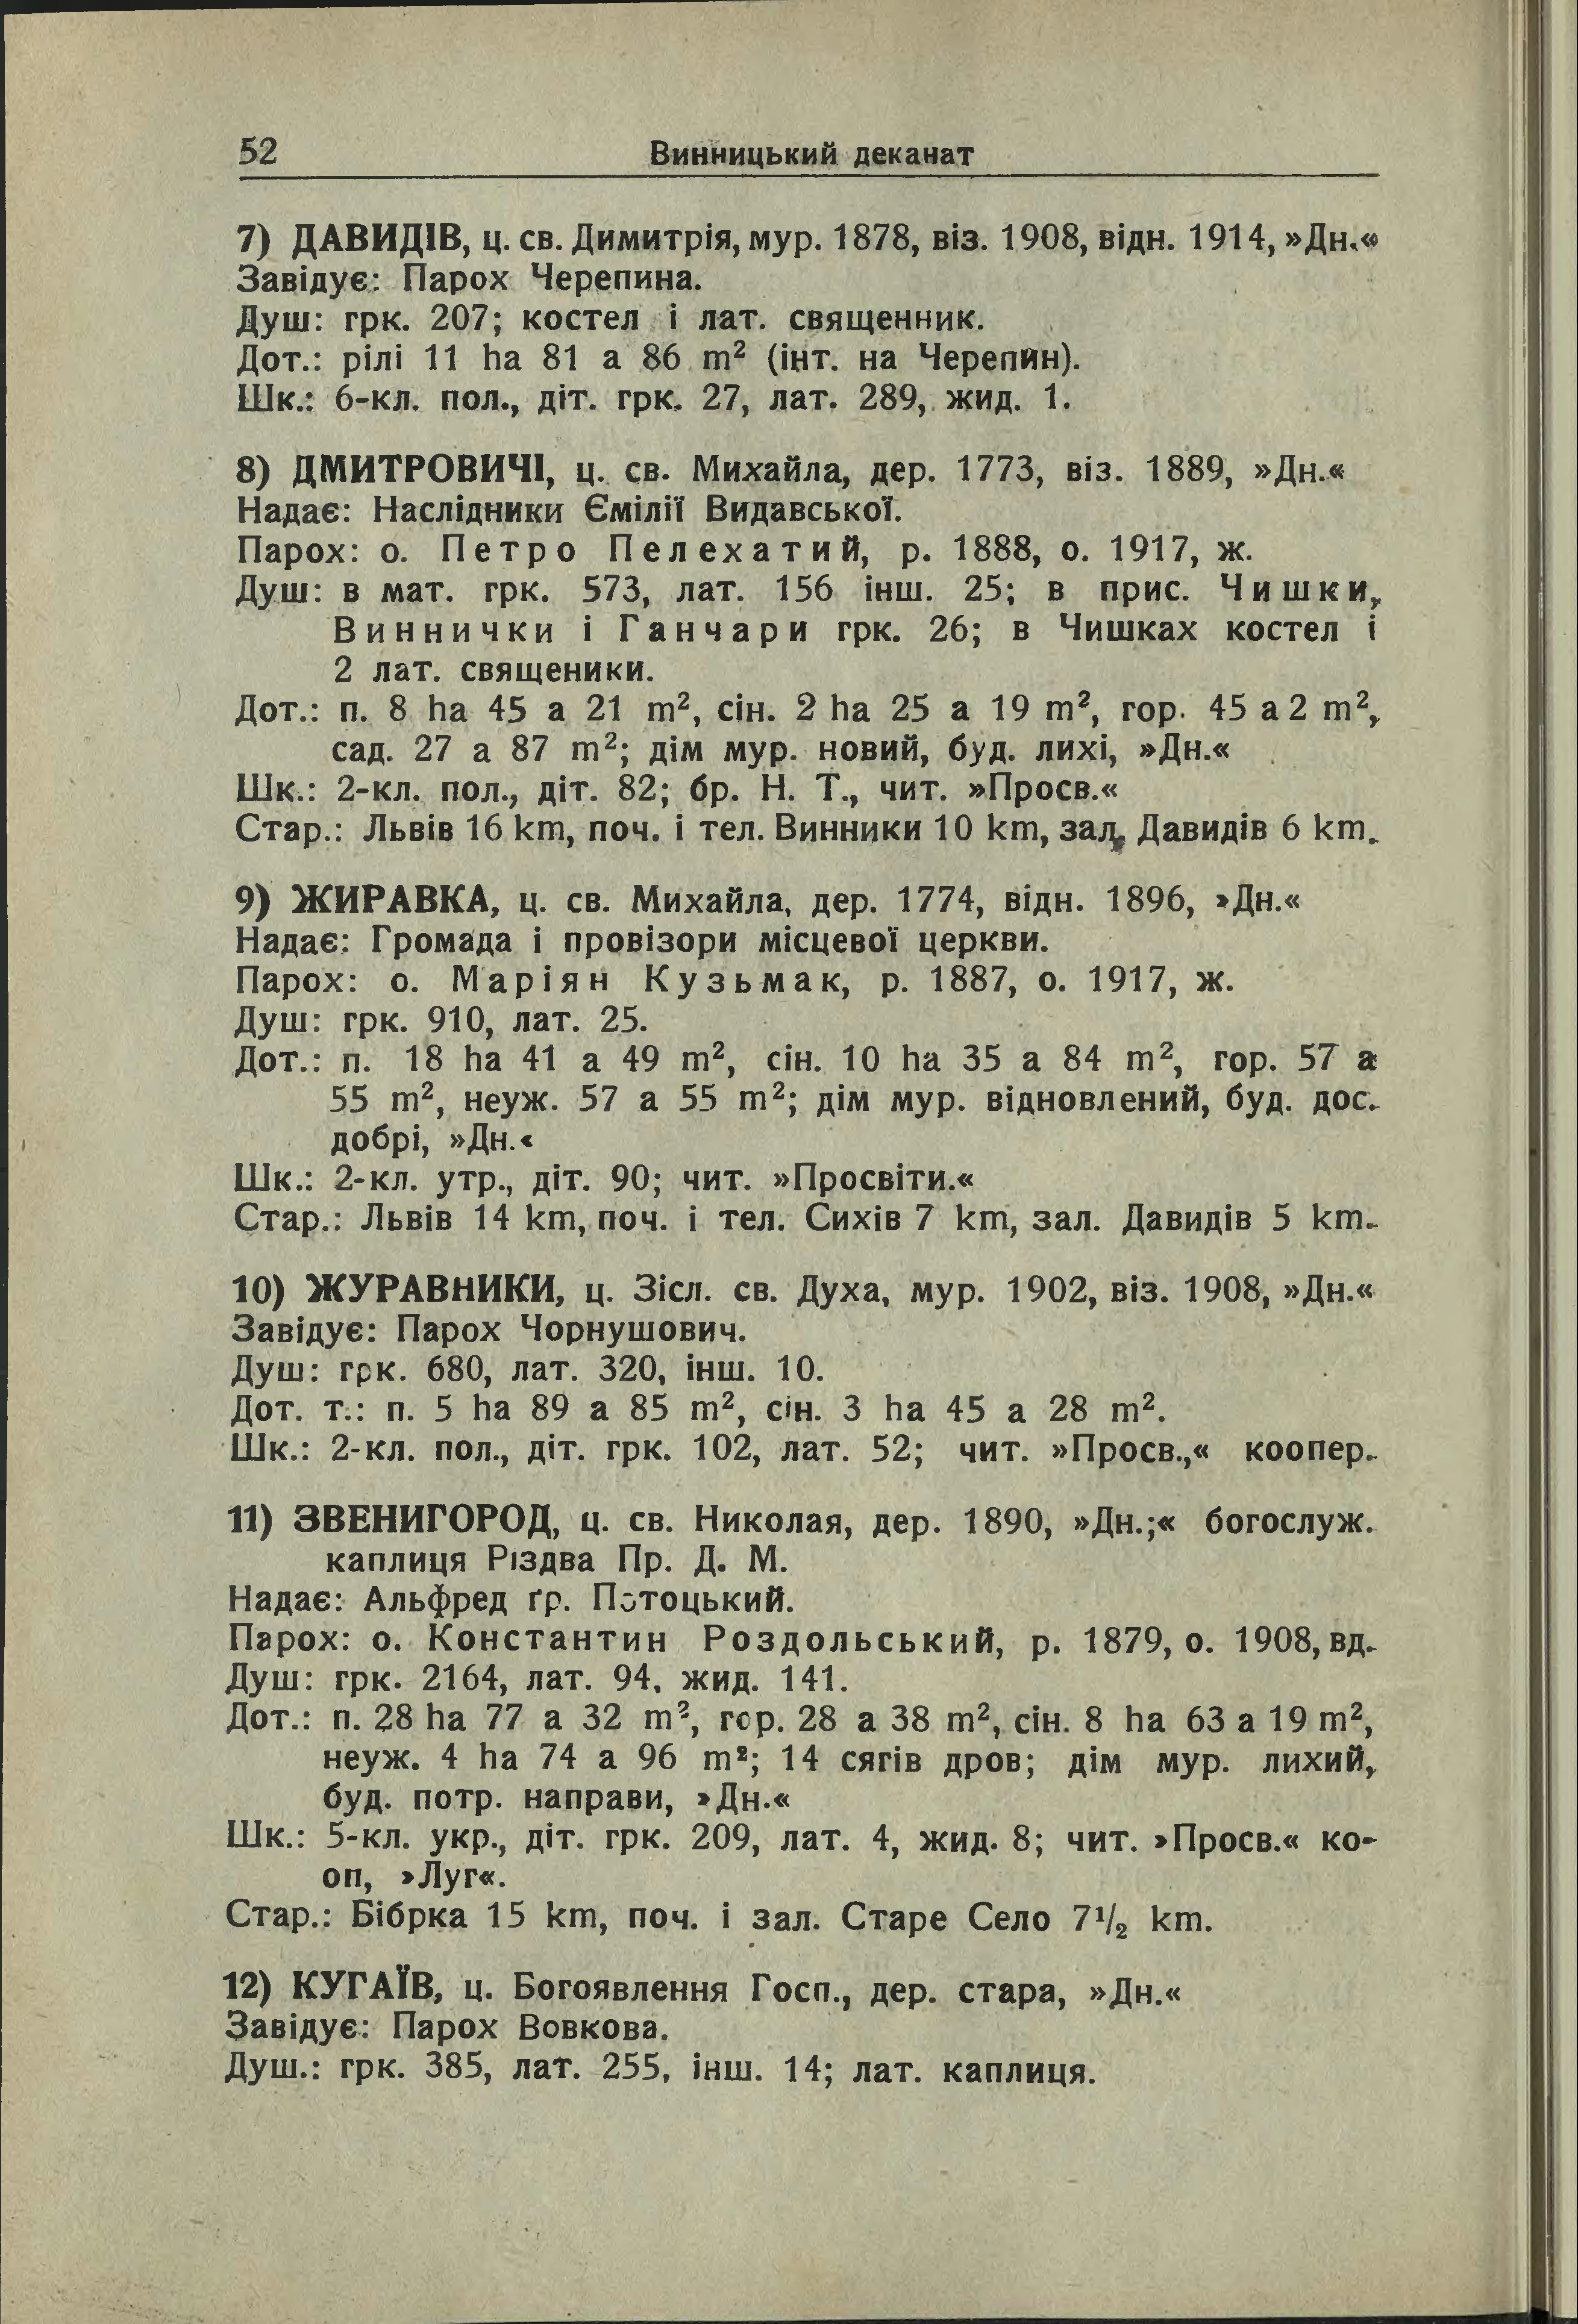 52 Винницький деканат
7) ДАВИДІВ, ц. св. Димитрія, мур. 1878, віз. 1908, відн. 1914, »Дн.«
Завідує: Парох Черепина.
Душ: грк. 207; костел і лат. священник.
Дот.: рілі 11 ha 81 a 86 m² (інт. на Черепин).
Шк.: 6-кл. пол., діт. грк. 27, лат. 289, жид. 1.
8) ДМИТРОВИЧІ, ц. св. Михайла, дер. 1773, віз. 1889, »Дн.«
Надає: Наслідники Ємілії Видавської.
Парох: о. Петро Пелехатий, р. 1888, о. 1917, ж.
Душ: в мат. грк. 573, лат. 156 інш. 25; в прис. Чишки,
Виннички і Ганчари грк. 26; в Чишках костел і
2 лат. священики.
Дот.: п. 8 ha 45 a 21 m², сін. 2 ha 25 a 19 m², гор. 45 a 2 m²,
сад. 27 a 87 m²; дім мур. новий, буд. лихі, »Дн.«
Шк.: 2-кл. пол., діт. 82; бр. Н. Т., чит. »Просв.«
Стар.: Львів 16 km, поч. і тел. Винники 10 km, зал. Давидів 6 km.
9) ЖИРАВКА, ц. св. Михайла, дер. 1774, відн. 1896, »Дн.«
Надає: Громада і провізори місцевої церкви.
Парох: о. Маріян Кузьмак, р. 1887, о. 1917, ж.
Душ: грк. 910, лат. 25.
Дот.: п. 18 ha 41 a 49 m², сін. 10 ha 35 a 84 m², гор. 57 a
55 m², неуж. 57 a 55 m²; дім мур. відновлений, буд. дос.
добрі, »Дн.«
Шк.: 2-кл. утр., діт. 90; чит. »Просвіти.«
Стар.: Львів 14 km, поч. і тел. Сихів 7 km, зал. Давидів 5 km.
10) ЖУРАВНИКИ, ц. Зісл. св. Духа, мур. 1902, віз. 1908, »Дн.«
Завідує: Парох Чорнушович.
Душ: грк. 680, лат. 320, інш. 10.
Дот. т.: п. 5 ha 89 a 85 m², сін. 3 ha 45 a 28 m².
Шк.: 2-кл. пол., діт. грк. 102, лат. 52; чит. »Просв.,« коопер.
11) ЗВЕНИГОРОД, ц. св. Николая, дер. 1890, »Дн.;« богослуж.
каплиця Різдва Пр. Д. М.
Надає: Альфред ґр. Потоцький.
Парох: о. Константин Роздольський, р. 1879, о. 1908, вд.
Душ: грк. 2164, лат. 94, жид. 141.
Дот.: п. 28 ha 77 a 32 m², гор. 28 a 38 m², сін. 8 ha 63 a 19 m²,
неуж. 4 ha 74 a 96 m²; 14 сягів дров; дім мур. лихий,
буд. потр. направи, »Дн.«
Шк.: 5-кл. укр., діт. грк. 209, лат. 4, жид. 8; чит. »Просв.« ко-
оп, »Луг«.
Стар.: Бібрка 15 km, поч. і зал. Старе Село 7½ km.
12) КУГАЇВ, ц. Богоявлення Госп., дер. стара, »Дн.«
Завідує: Парох Вовкова.
Душ.: грк. 385, лат. 255, інш. 14; лат. каплиця.